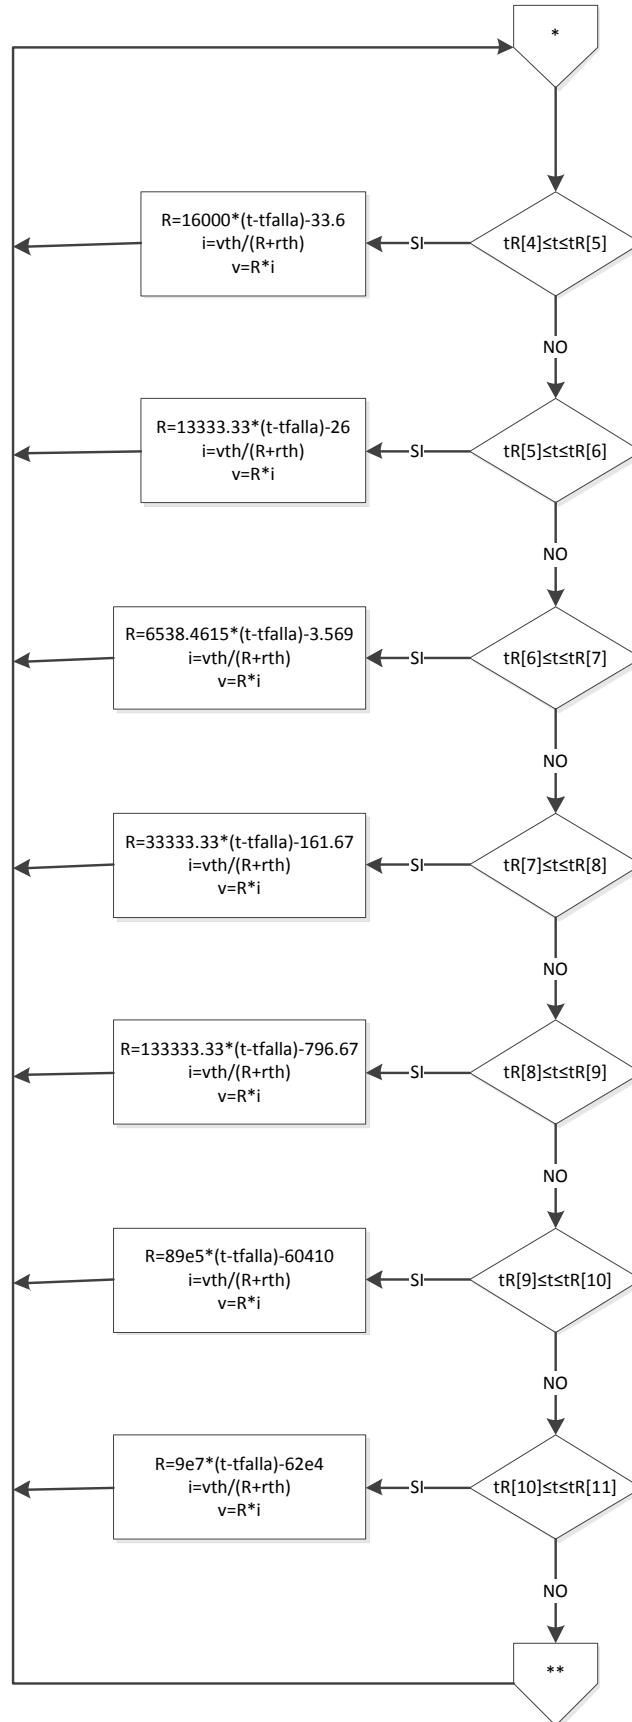 *
R=16000*(t-tfalla)-33.6
i=vth/(R+rth)
v=R*i
SI
tR[4]≤t≤tR[5]
NO
R=13333.33*(t-tfalla)-26
i=vth/(R+rth)
v=R*i
SI
tR[5]≤t≤tR[6]
NO
R=6538.4615*(t-tfalla)-3.569
i=vth/(R+rth)
v=R*i
SI
tR[6]≤t≤tR[7]
NO
R=33333.33*(t-tfalla)-161.67
i=vth/(R+rth)
v=R*i
SI
tR[7]≤t≤tR[8]
NO
R=133333.33*(t-tfalla)-796.67
i=vth/(R+rth)
v=R*i
SI
tR[8]≤t≤tR[9]
NO
R=89e5*(t-tfalla)-60410
i=vth/(R+rth)
v=R*i
SI
tR[9]≤t≤tR[10]
NO
R=9e7*(t-tfalla)-62e4
i=vth/(R+rth)
v=R*i
SI
tR[10]≤t≤tR[11]
NO
**